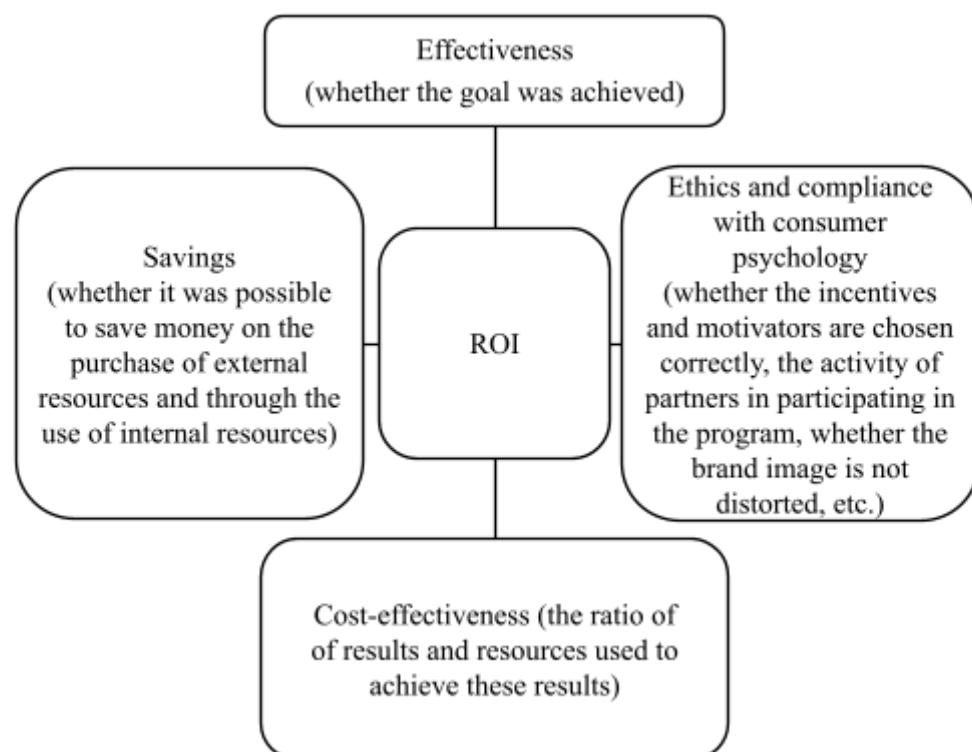 Effectiveness
(whether the goal was achieved)
Savings
(whether it was possible
to save money on the
purchase of external
resources and through the
use of internal resources)
ROI
Ethics and compliance
with consumer
psychology
(whether the incentives
and motivators are chosen
correctly, the activity of
partners in participating in
the program, whether the
brand image is not
distorted, etc.)
Cost-effectiveness (the ratio of
of results and resources used to
achieve these results)